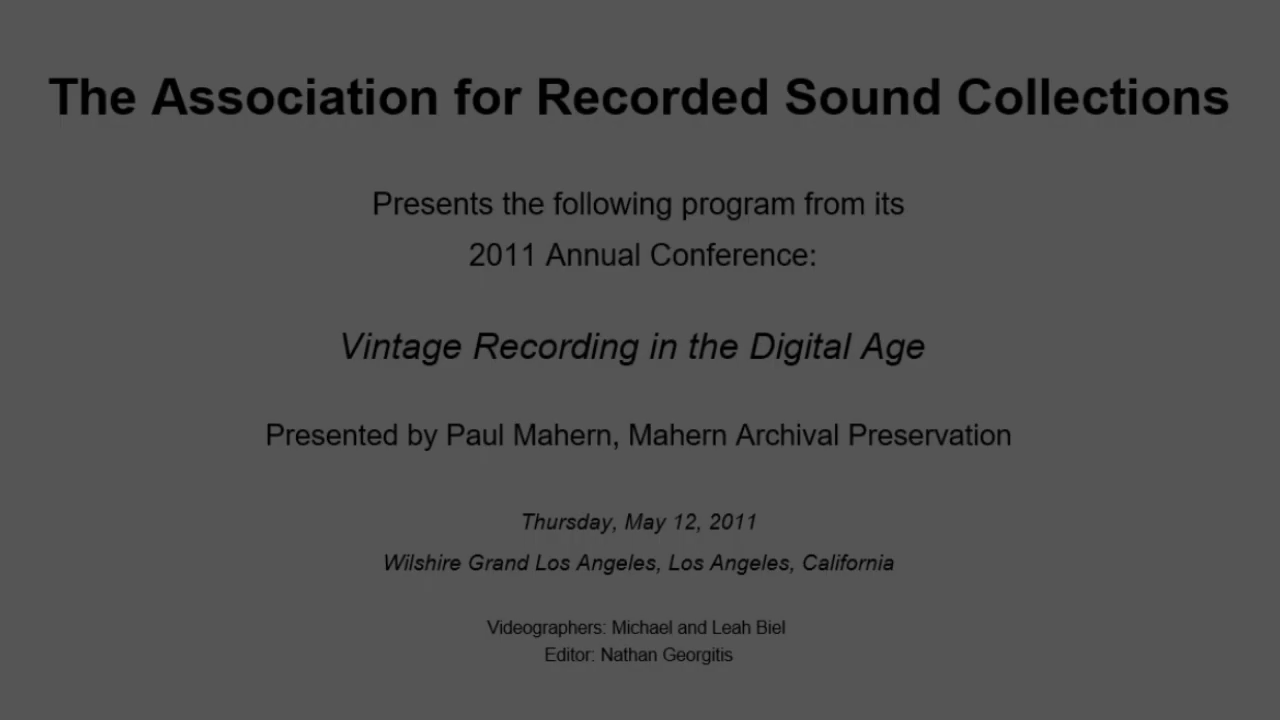 The Association for Recorded Sound Collections
Presents the following program from its
2011 Annual Conference:
Vintage Recording in the Digital Age
Presented by Paul Mahern, Mahern Archival Preservation
Thursday, May 12, 2011
Wilshire Grand Los Angeles, Los Angeles, California
Videographers: Michael and Leah Biel
Editor: Nathan Georgitis